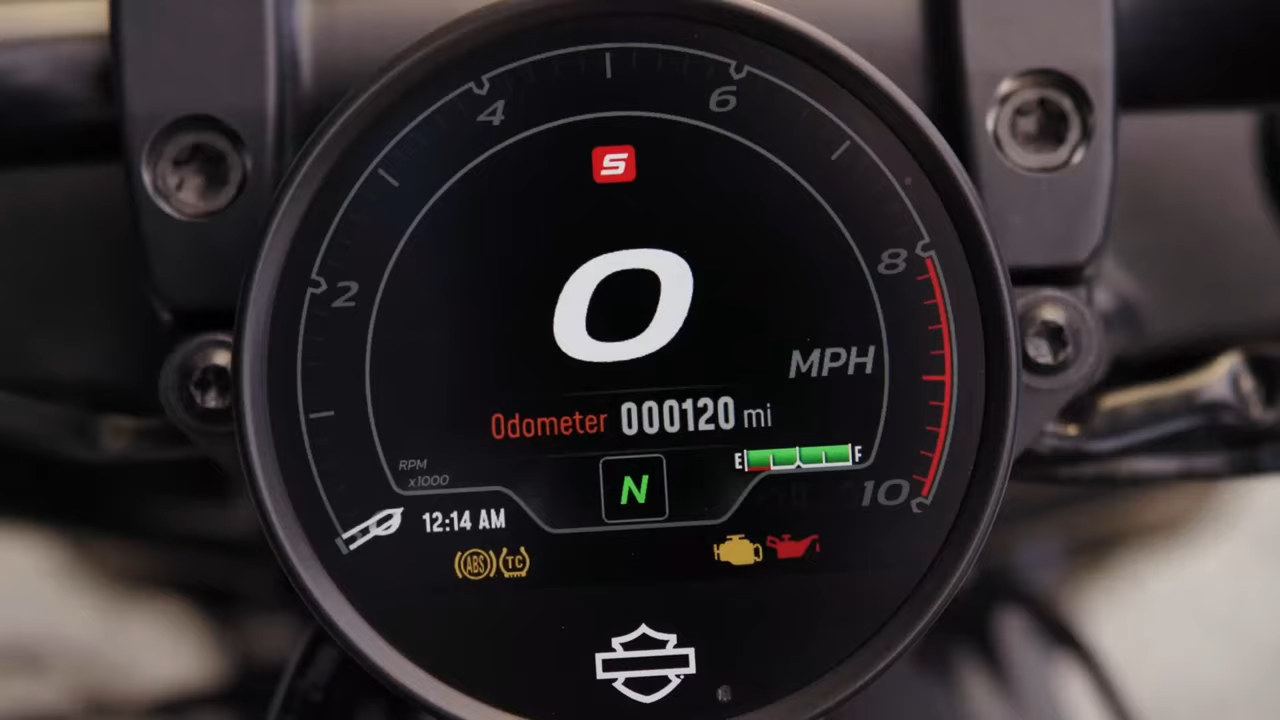 4
6
S
2
8
0
MPH
Odometer 000120 mi
RPM
x1000
N
E F
10
12:14 AM
ABS TC